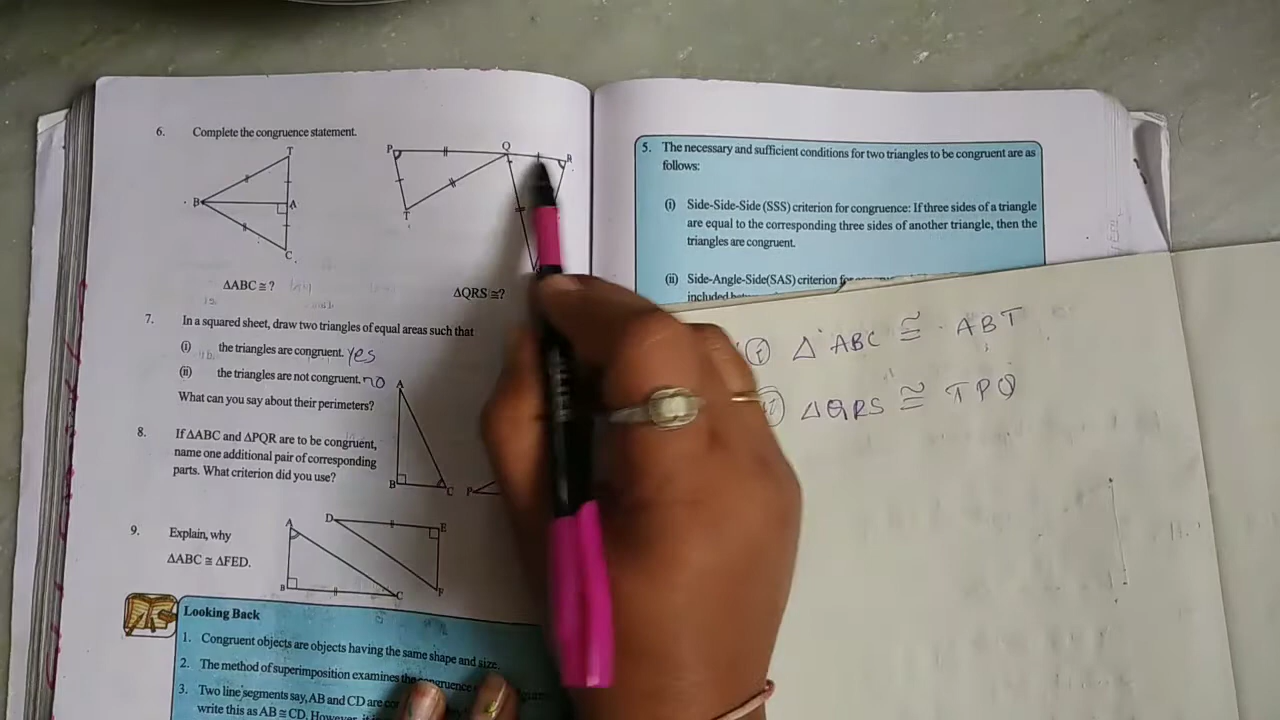 6. Complete the congruence statement.
T
B
A
C
P
Q
R
T
ΔABC ≅ ?
ΔQRS ≅ ?
7. In a squared sheet, draw two triangles of equal areas such that
(i) the triangles are congruent. Yes
(ii) the triangles are not congruent. no
What can you say about their perimeters?
8. If ΔABC and ΔPQR are to be congruent,
name one additional pair of corresponding
parts. What criterion did you use?
A
B
C
P
9. Explain, why
ΔABC ≅ ΔFED.
A
B
C
D
E
F
Looking Back
1. Congruent objects are objects having the same shape and size.
2. The method of superimposition examines the
3. Two line segments say, AB and CD are
write this as AB ≅ CD. However,
5. The necessary and sufficient conditions for two triangles to be congruent are as
follows:
(i) Side-Side-Side (SSS) criterion for congruence: If three sides of a triangle
are equal to the corresponding three sides of another triangle, then the
triangles are congruent.
(ii) Side-Angle-Side(SAS) criterion for
included
(i) Δ ABC ≅ ABT
ΔQRS ≅ TPQ